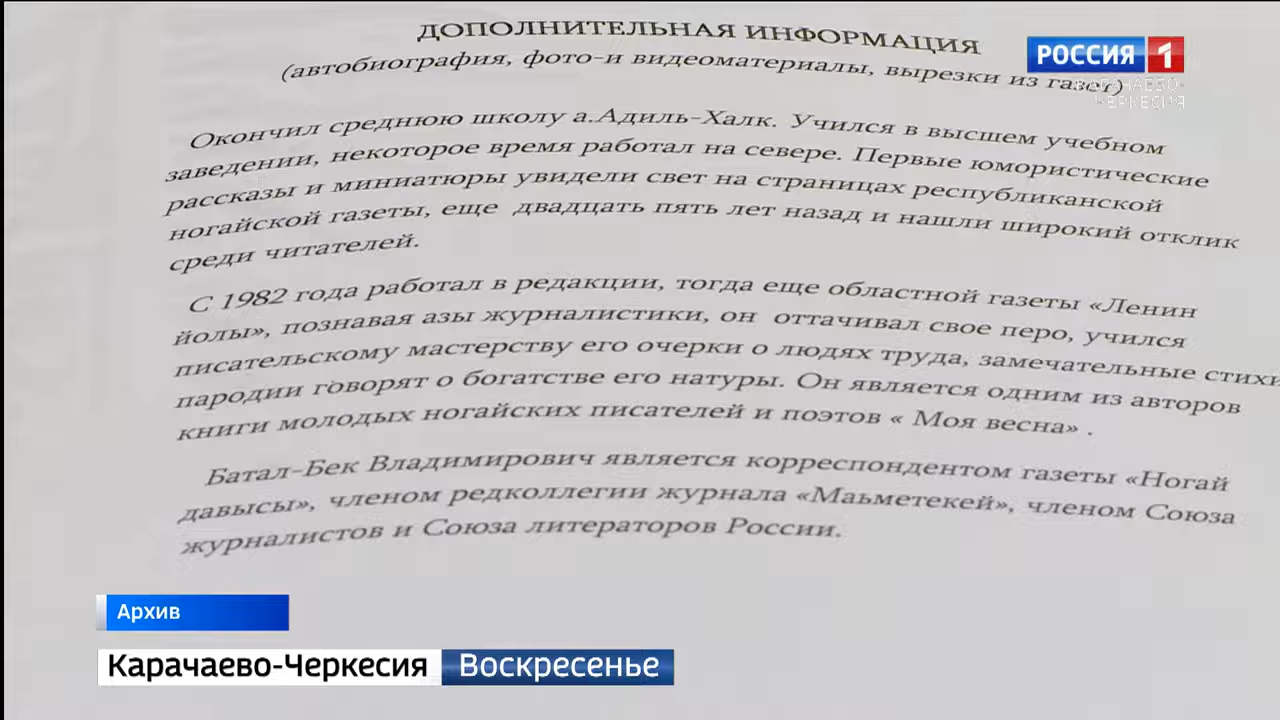 ДОПОЛНИТЕЛЬНАЯ ИНФОРМАЦИЯ
(автобиография, фото-и видеоматериалы, вырезки из газет)
РОССИЯ 1
КАРАЧАЕВО-
ЧЕРКЕСИЯ
Окончил среднюю школу а.Адиль-Халк. Учился в высшем учебном
заведении, некоторое время работал на севере. Первые юмористические
рассказы и миниатюры увидели свет на страницах республиканской
ногайской газеты, еще двадцать пять лет назад и нашли широкий отклик
среди читателей.
С 1982 года работал в редакции, тогда еще областной газеты «Ленин
йолы», познавая азы журналистики, он оттачивал свое перо, учился
писательскому мастерству его очерки о людях труда, замечательные стихи
пародии говорят о богатстве его натуры. Он является одним из авторов
книги молодых ногайских писателей и поэтов « Моя весна» .
Батал-Бек Владимирович является корреспондентом газеты «Ногай
давысы», членом редколлегии журнала «Маьметекей», членом Союза
журналистов и Союза литераторов России.
Архив
Карачаево-Черкесия Воскресенье